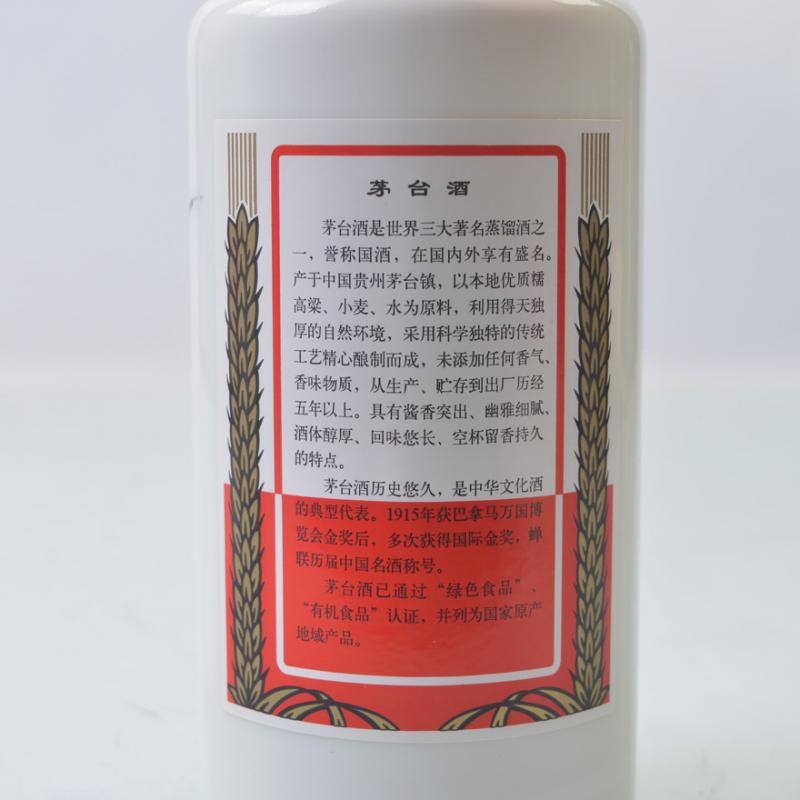 茅台酒
茅台酒是世界三大著名蒸馏酒之
一，誉称国酒，在国内外享有盛名。
产于中国贵州茅台镇，以本地优质糯
高粱、小麦、水为原料，利用得天独
厚的自然环境，采用科学独特的传统
工艺精心酿制而成，未添加任何香气、
香味物质，从生产、贮存到出厂历经
五年以上。具有酱香突出、幽雅细腻、
酒体醇厚、回味悠长、空杯留香持久
的特点。
茅台酒历史悠久，是中华文化酒
的典型代表。1915年获巴拿马万国博
览会金奖后，多次获得国际金奖，蝉
联历届中国名酒称号。
茅台酒已通过“绿色食品”、
“有机食品”认证，并列为国家原产
地域产品。